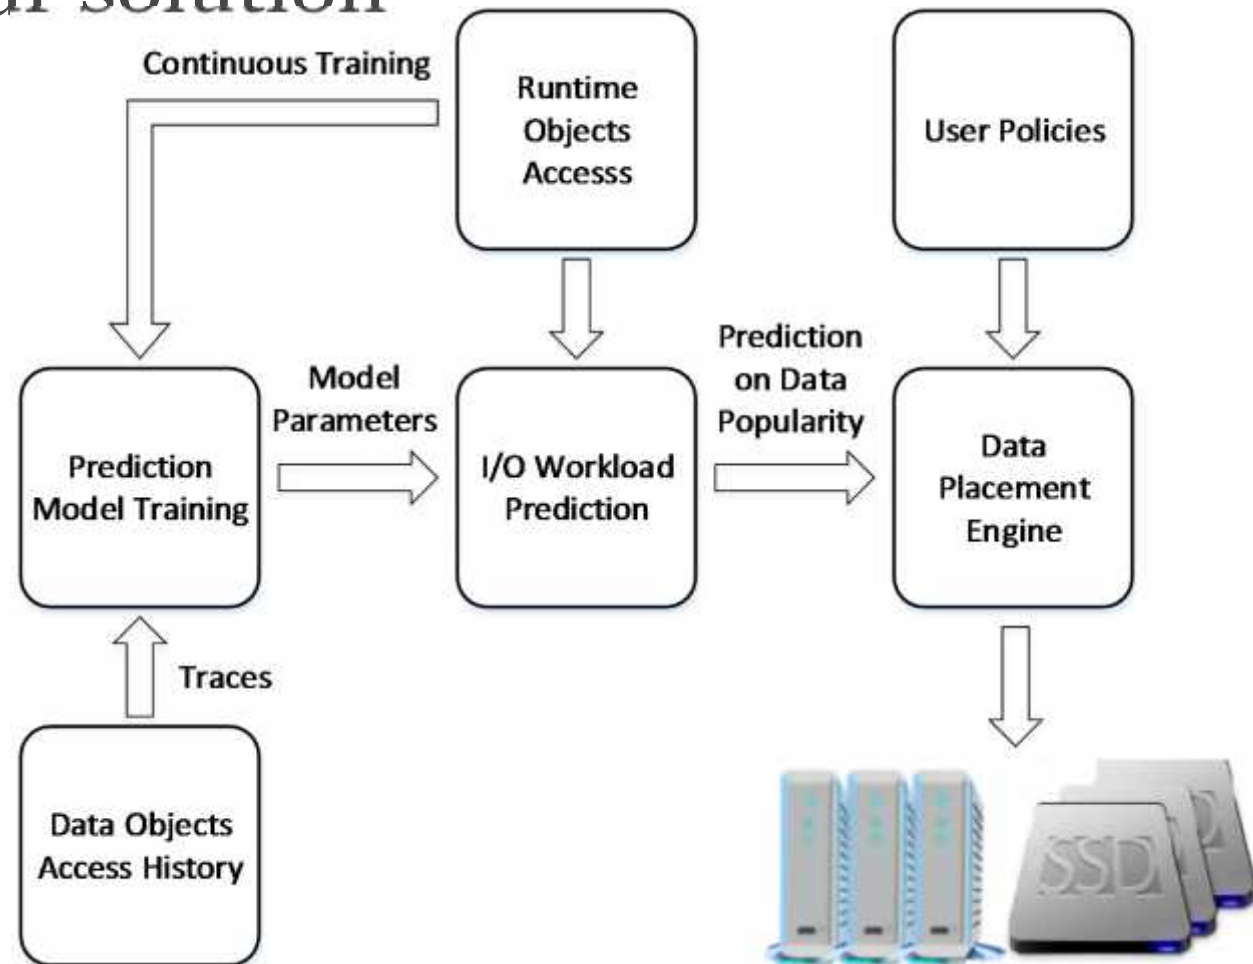 solution
Continuous Training
Runtime
Objects
Accesss
User Policies
Model
Parameters
Prediction
on Data
Popularity
Prediction
Model Training
I/O Workload
Prediction
Data
Placement
Engine
Traces
Data Objects
Access History
SSD